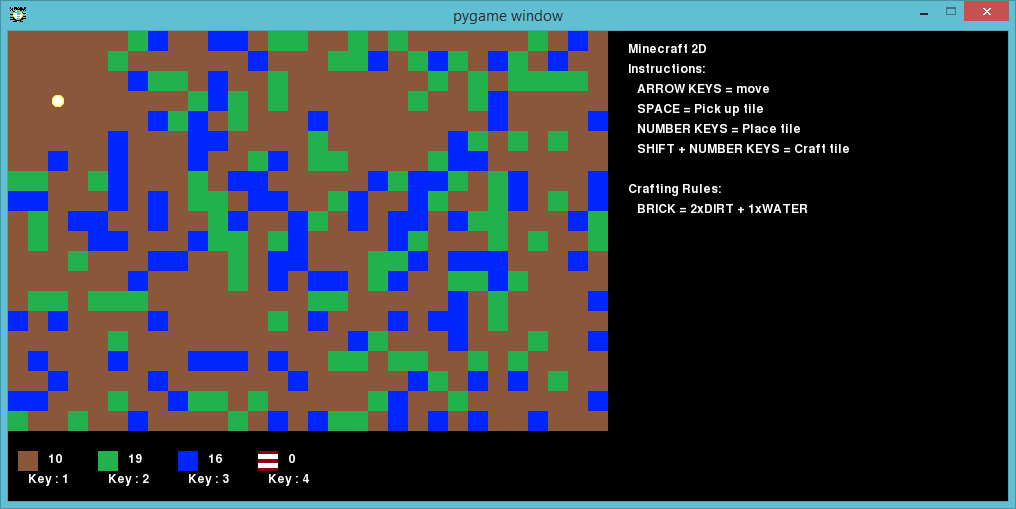 pygame window
Minecraft 2D
Instructions:
ARROW KEYS = move
SPACE = Pick up tile
NUMBER KEYS = Place tile
SHIFT + NUMBER KEYS = Craft tile
Crafting Rules:
BRICK = 2xDIRT + 1xWATER
10 19 16 0
Key : 1 Key : 2 Key : 3 Key : 4